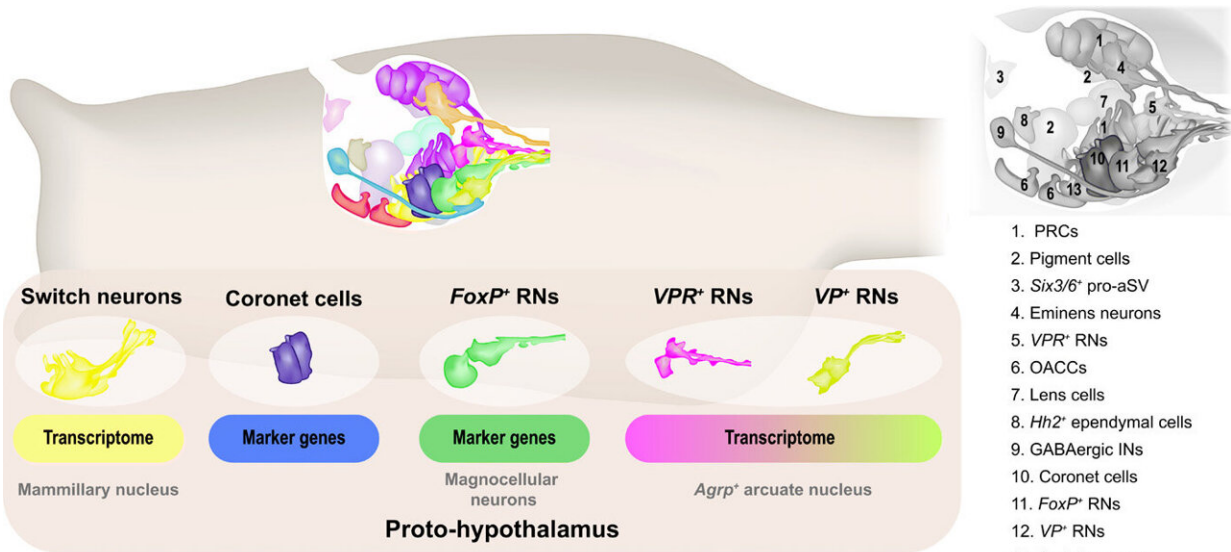 Switch neurons
Coronet cells
FoxP⁺ RNs
VPR⁺ RNs
VP⁺ RNs
Transcriptome
Marker genes
Marker genes
Transcriptome
Mammillary nucleus
Magnocellular
neurons
Agrp⁺ arcuate nucleus
Proto-hypothalamus
1
4
2
3
7
5
8
2
1
9
10
11
12
6
6
13
1. PRCs
2. Pigment cells
3. Six3/6⁺ pro-aSV
4. Eminens neurons
5. VPR⁺ RNs
6. OACCs
7. Lens cells
8. Hh2⁺ ependymal cells
9. GABAergic INs
10. Coronet cells
11. FoxP⁺ RNs
12. VP⁺ RNs